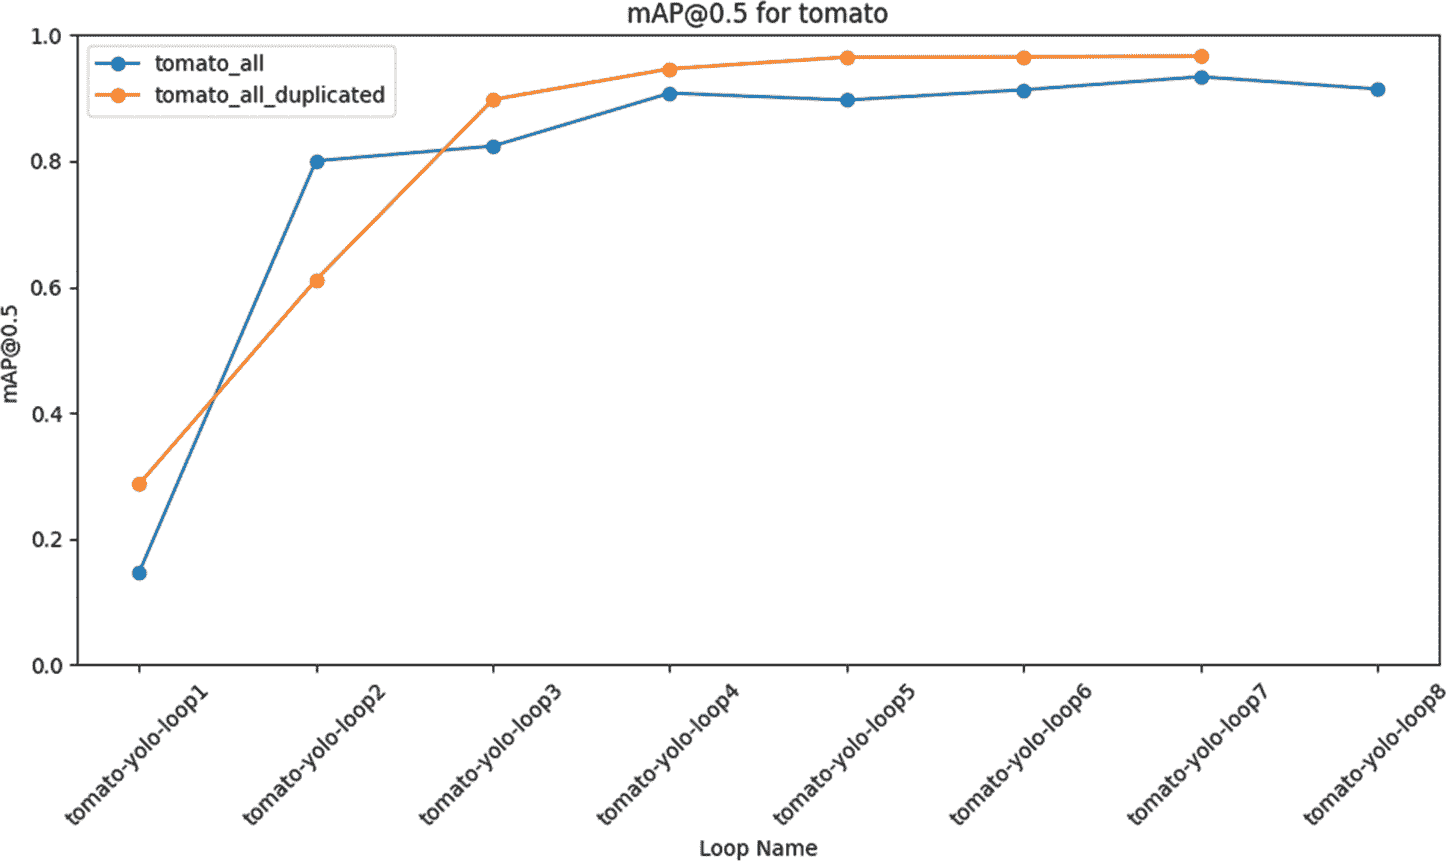 mAP@0.5 for tomato
tomato_all
tomato_all_duplicated
1.0
0.8
0.6
0.4
0.2
0.0
mAP@0.5
tomato-yolo-loop1
tomato-yolo-loop2
tomato-yolo-loop3
tomato-yolo-loop4
tomato-yolo-loop5
tomato-yolo-loop6
tomato-yolo-loop7
tomato-yolo-loop8
Loop Name